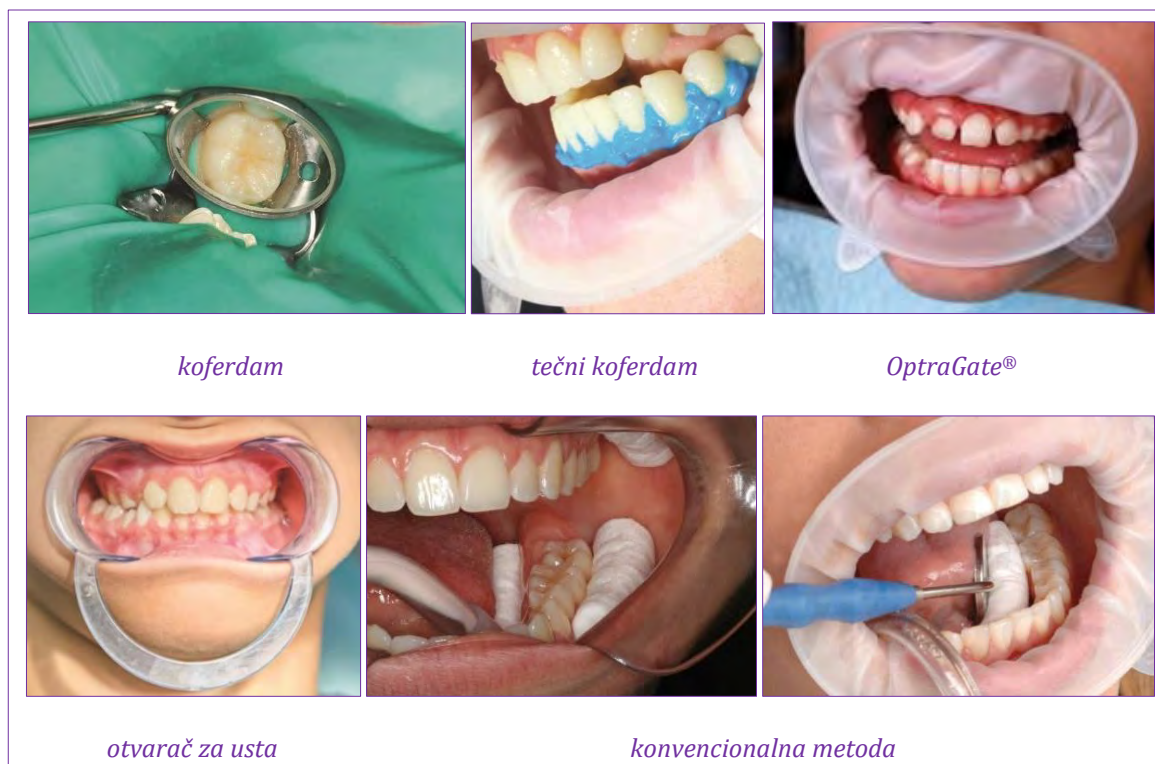 koferdam
tečni koferdam
OptraGate®
otvarač za usta
konvencionalna metoda